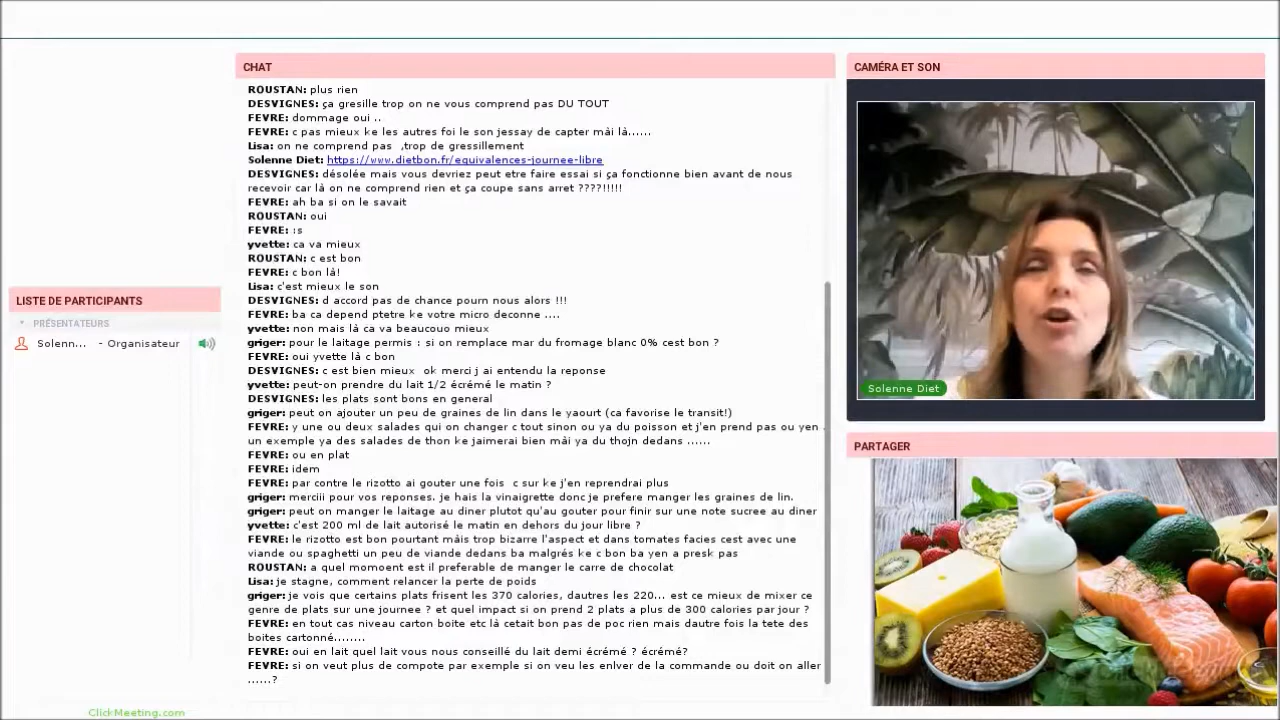 CHAT
ROUSTAN: plus rien
DESVIGNES: ça gresille trop on ne vous comprend pas DU TOUT
FEVRE: dommage oui ..
FEVRE: c pas mieux ke les autres foi le son jessay de capter mài là......
Lisa: on ne comprend pas ,trop de gressillement
Solenne Diet: https://www.dietbon.fr/equivalences-journee-libre
DESVIGNES: désolée mais vous devriez peut etre faire essai si ça fonctionne bien avant de nous
recevoir car là on ne comprend rien et ça coupe sans arret ????!!!!!
FEVRE: ah ba si on le savait
ROUSTAN: oui
FEVRE: :s
yvette: ca va mieux
ROUSTAN: c est bon
FEVRE: c bon là!
Lisa: c'est mieux le son
DESVIGNES: d accord pas de chance pourn nous alors !!!
FEVRE: ba ca depend ptetre ke votre micro deconne ....
yvette: non mais là ca va beaucouo mieux
griger: pour le laitage permis : si on remplace mar du fromage blanc 0% cest bon ?
FEVRE: oui yvette là c bon
DESVIGNES: c est bien mieux ok merci j ai entendu la reponse
yvette: peut-on prendre du lait 1/2 écrémé le matin ?
DESVIGNES: les plats sont bons en general
griger: peut on ajouter un peu de graines de lin dans le yaourt (ca favorise le transit!)
FEVRE: y une ou deux salades qui on changer c tout sinon ou ya du poisson et j'en prend pas ou yen .
un exemple ya des salades de thon ke jaimerai bien mài ya du thojn dedans ......
FEVRE: ou en plat
FEVRE: idem
FEVRE: par contre le rizotto ai gouter une fois c sur ke j'en reprendrai plus
griger: merciii pour vos reponses. je hais la vinaigrette donc je prefere manger les graines de lin.
griger: peut on manger le laitage au diner plutot qu'au gouter pour finir sur une note sucree au diner
yvette: c'est 200 ml de lait autorisé le matin en dehors du jour libre ?
FEVRE: le rizotto est bon pourtant màis trop bizarre l'aspect et dans tomates facies cest avec une
viande ou spaghetti un peu de viande dedans ba malgrés ke c bon ba yen a presk pas
ROUSTAN: a quel momoent est il preferable de manger le carre de chocolat
Lisa: je stagne, comment relancer la perte de poids
griger: je vois que certains plats frisent les 370 calories, dautres les 220... est ce mieux de mixer ce
genre de plats sur une journee ? et quel impact si on prend 2 plats a plus de 300 calories par jour ?
FEVRE: en tout cas niveau carton boite etc là cetait bon pas de poc rien mais dautre fois la tete des
boites cartonné........
FEVRE: oui en lait quel lait vous nous conseillé du lait demi écrémé ? écrémé?
FEVRE: si on veut plus de compote par exemple si on veu les enlver de la commande ou doit on aller
......?
LISTE DE PARTICIPANTS
PRÉSENTATEURS
Solenn... - Organisateur
CAMÉRA ET SON
Solenne Diet
PARTAGER
ClickMeeting.com